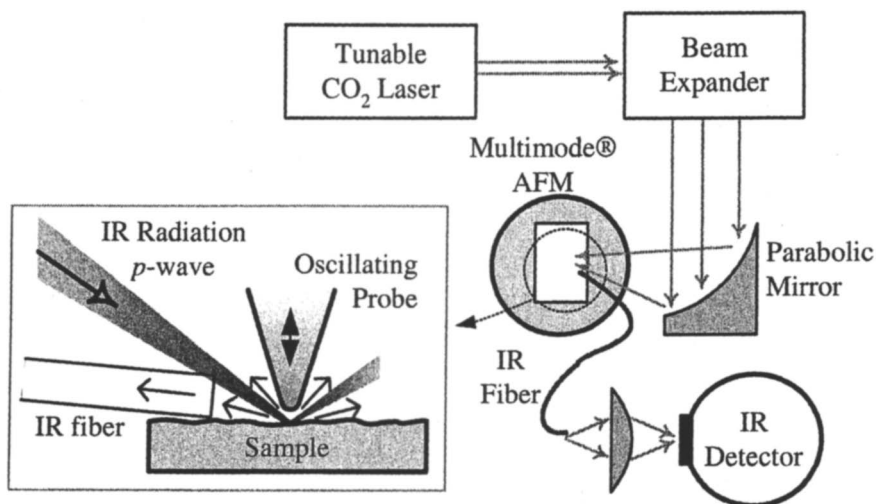 Tunable
CO₂ Laser
Beam
Expander
Multimode®
AFM
Parabolic
Mirror
IR
Fiber
IR
Detector
IR Radiation
p-wave
Oscillating
Probe
IR fiber
Sample